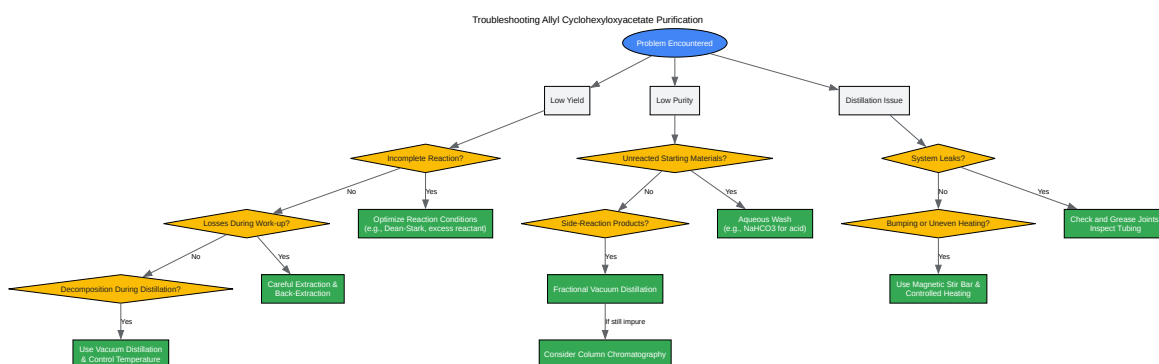 Troubleshooting Allyl Cyclohexyloxyacetate Purification
Problem Encountered
Low Yield
Low Purity
Distillation Issue
Incomplete Reaction?
Unreacted Starting Materials?
System Leaks?
No
Yes
No
Yes
No
Yes
Losses During Work-up?
Optimize Reaction Conditions
(e.g., Dean-Stark, excess reactant)
Side-Reaction Products?
Aqueous Wash
(e.g., NaHCO3 for acid)
Bumping or Uneven Heating?
Check and Grease Joints
Inspect Tubing
No
Yes
Yes
Yes
Decomposition During Distillation?
Careful Extraction &
Back-Extraction
Fractional Vacuum Distillation
Use Magnetic Stir Bar &
Controlled Heating
Yes
If still impure
Use Vacuum Distillation
& Control Temperature
Consider Column Chromatography